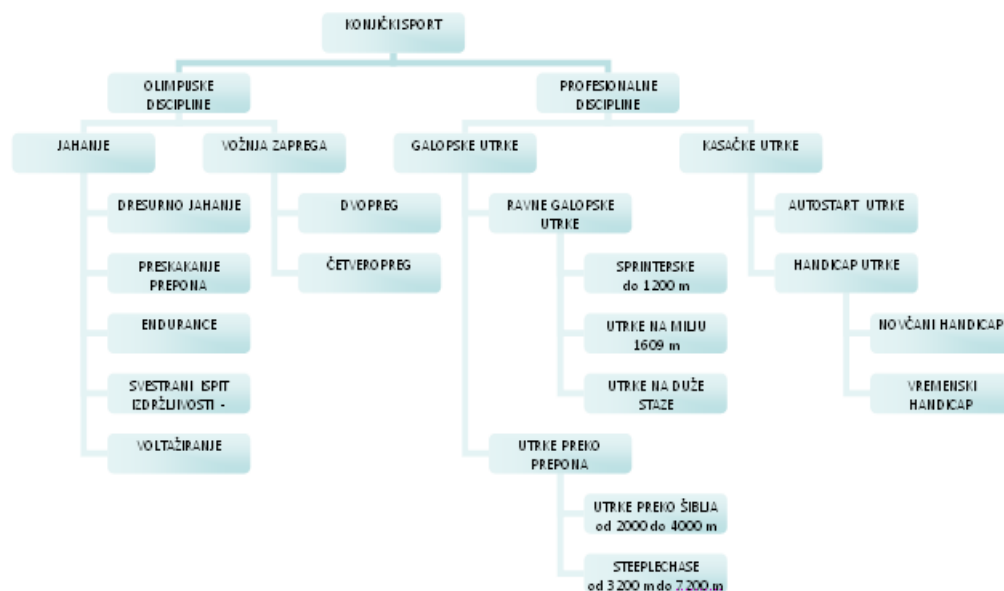 KONJIČKI SPORT
OLIMPIJSKE
DISCIPLINE
PROFESIONALNE
DISCIPLINE
JAHANJE
VOŽNJA ZAPREGA
GALOPSKE UTRKE
KASAČKE UTRKE
DRESURNO JAHANJE
DVOPREG
RAVNE GALOPSKE
UTRKE
AUTOSTART UTRKE
PRESKAKANJE
PREPONA
ČETVEROPREG
SPRINTERSKE
do 1200 m
HANDICAP UTRKE
ENDURANCE
UTRKE NA MILJU
1609 m
NOVČANI HANDICAP
SVESTRANI ISPIT
IZDRŽLJIVOSTI -
UTRKE NA DUŽE
STAZE
VREMENSKI
HANDICAP
VOLTAŽIRANJE
UTRKE PREKO
PREPONA
UTRKE PREKO ŠIBLJA
od 2000 do 4000 m
STEEPLECHASE
od 3200 m do 7200 m